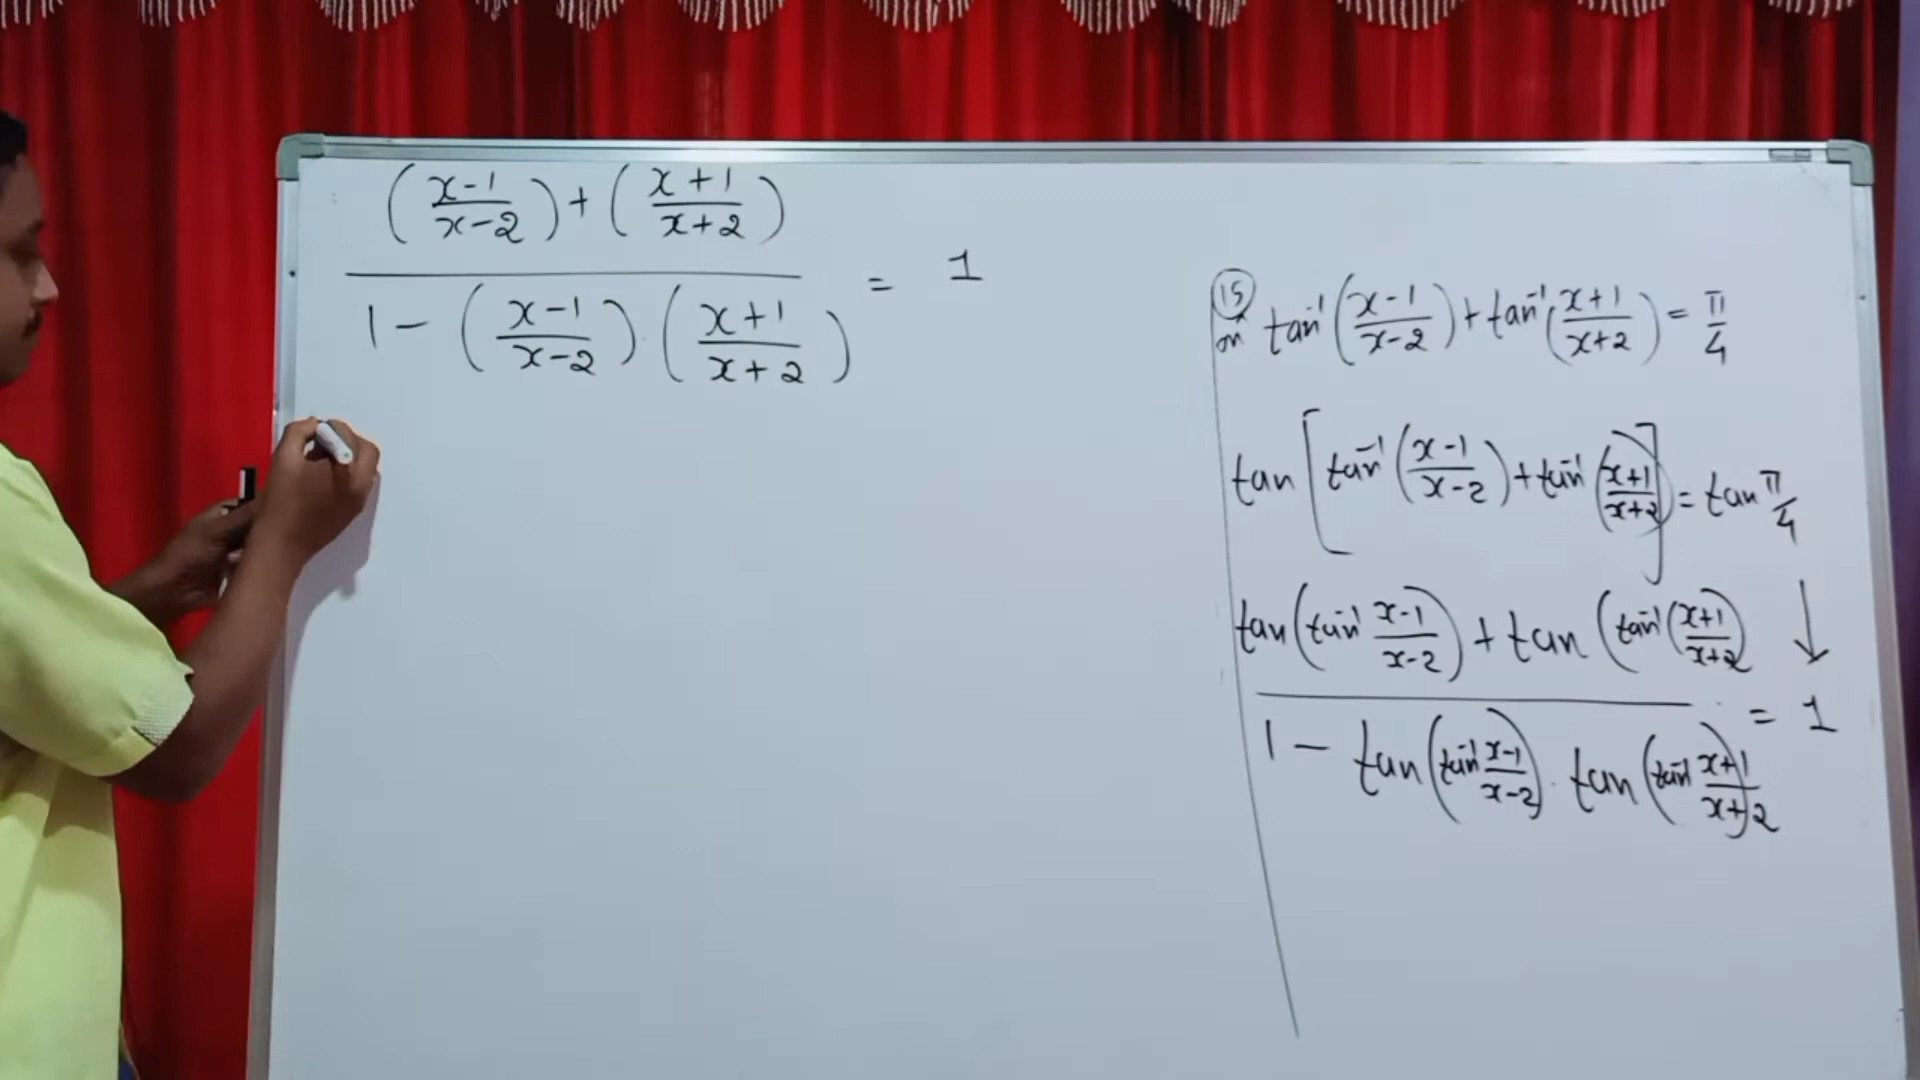 (x-1/x-2) + (x+1/x+2)
———————————— = 1
1 - (x-1/x-2) . (x+1/x+2)
15 tan⁻¹(x-1/x-2) + tan⁻¹(x+1/x+2) = π/4
tan[tan⁻¹(x-1/x-2) + tan⁻¹(x+1/x+2)] = tan π/4
tan(tan⁻¹ x-1/x-2) + tan(tan⁻¹(x+1/x+2) ↓
———————————— = 1
1 - tan(tan⁻¹ x-1/x-2) . tan(tan⁻¹ x+1/x+2)